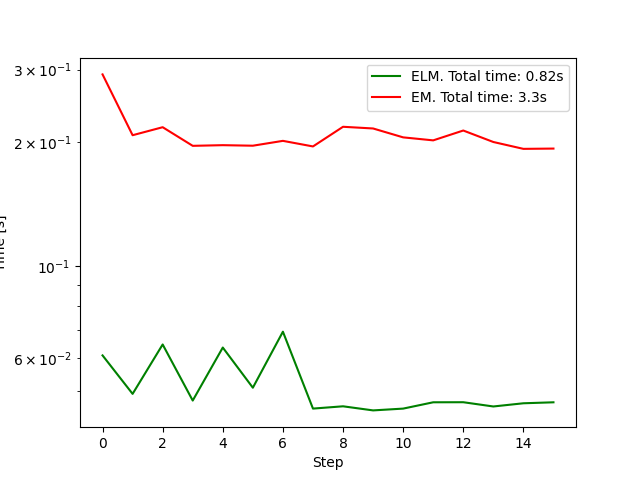 ELM. Total time: 0.82s
EM. Total time: 3.3s
3 × 10⁻¹
2 × 10⁻¹
10⁻¹
6 × 10⁻²
0 2 4 6 8 10 12 14
Step